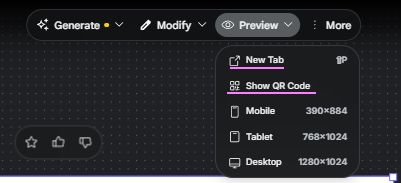 Generate Modify Preview More
New Tab ⇧P
Show QR Code
Mobile 390×884
Tablet 768×1024
Desktop 1280×1024